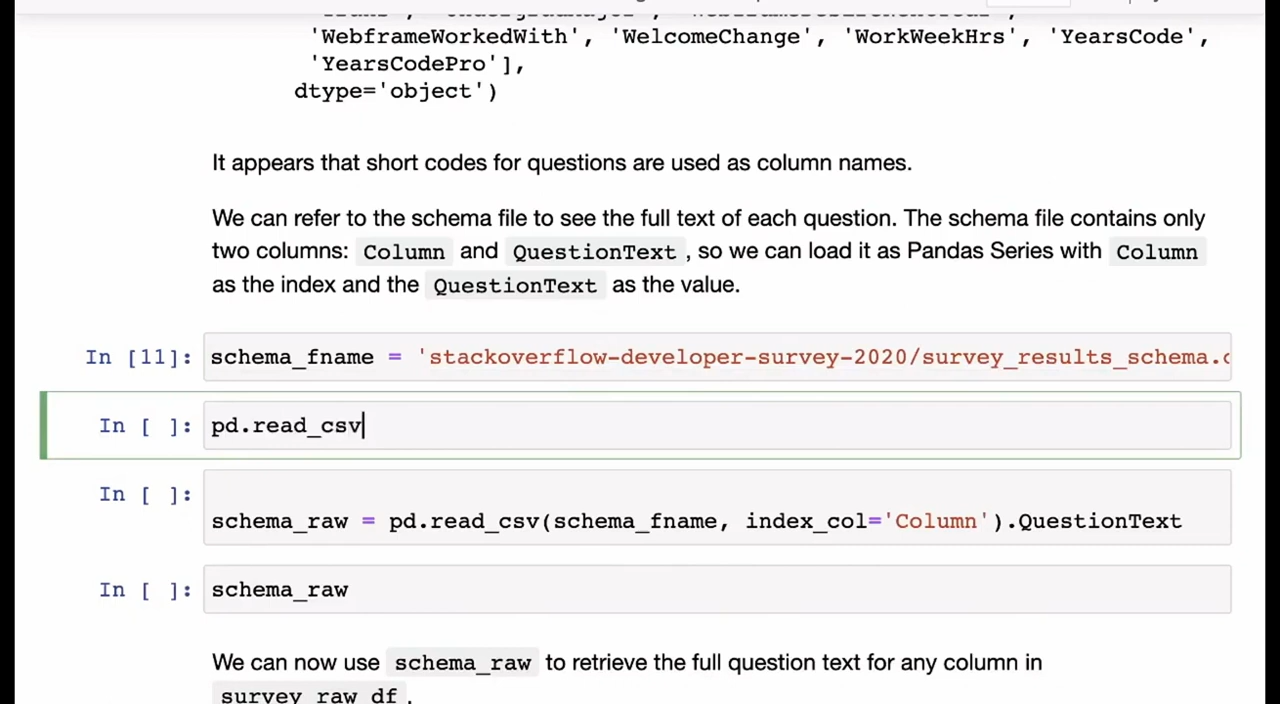 'WebframeWorkedWith', 'WelcomeChange', 'WorkWeekHrs', 'YearsCode',
'YearsCodePro'],
dtype='object')
It appears that short codes for questions are used as column names.
We can refer to the schema file to see the full text of each question. The schema file contains only
two columns: Column and QuestionText , so we can load it as Pandas Series with Column
as the index and the QuestionText as the value.
In [11]: schema_fname = 'stackoverflow-developer-survey-2020/survey_results_schema.c
In [ ]: pd.read_csv
In [ ]:
schema_raw = pd.read_csv(schema_fname, index_col='Column').QuestionText
In [ ]: schema_raw
We can now use schema_raw to retrieve the full question text for any column in
survey_raw_df .